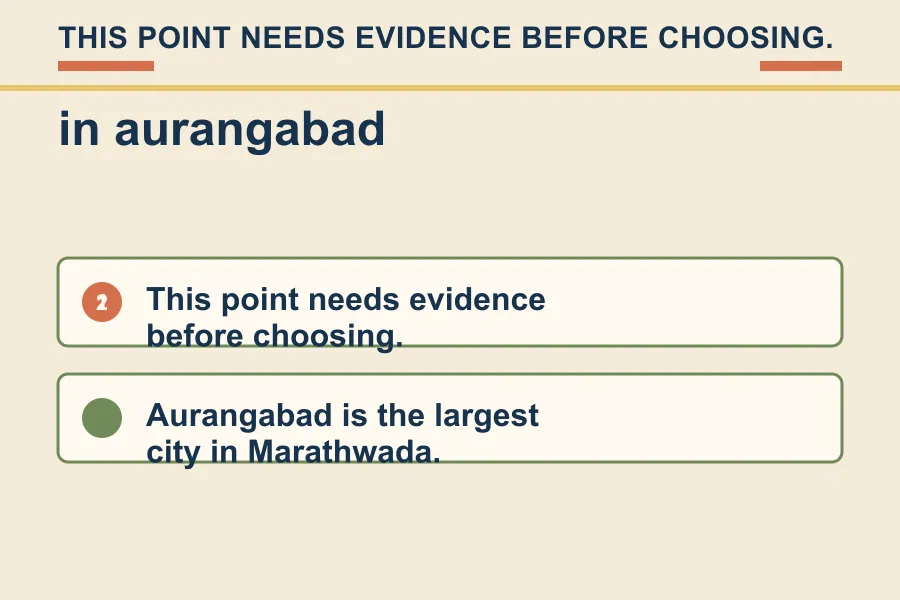 THIS POINT NEEDS EVIDENCE BEFORE CHOOSING.
in aurangabad
2
This point needs evidence
before choosing.
Aurangabad is the largest
city in Marathwada.